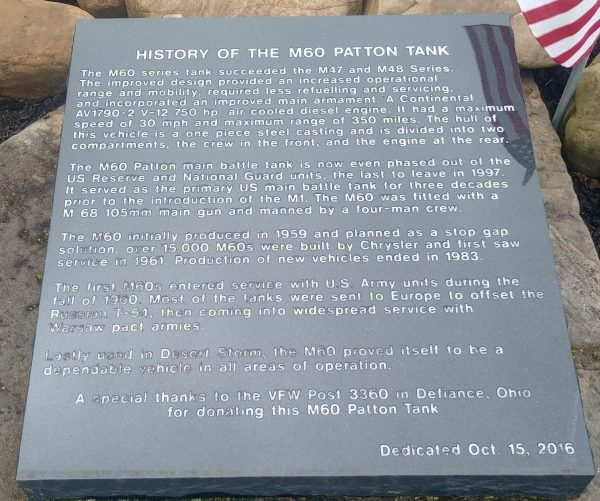 HISTORY OF THE M60 PATTON TANK
The M60 series tank succeeded the M47 and M48 Series.
The improved design provided an increased operational
range and mobility, required less refuelling and servicing,
and incorporated an improved main armament. A Continental
AV1790-2 V-12 750 hp. air cooled diesel engine. It had a maximum
speed of 30 mph and maximum range of 350 miles. The hull of
this vehicle is a one piece steel casting and is divided into two
compartments, the crew in the front, and the engine at the rear.
The M60 Patton main battle tank is now even phased out of the
US Reserve and National Guard units, the last to leave in 1997.
It served as the primary US main battle tank for three decades
prior to the introduction of the M1. The M60 was fitted with a
M 68 105mm main gun and manned by a four-man crew.
The M60 initially produced in 1959 and planned as a stop gap
solution, over 15,000 M60s were built by Chrysler and first saw
service in 1961. Production of new vehicles ended in 1983.
The first M60s entered service with U.S. Army units during the
fall of 1960. Most of the tanks were sent to Europe to offset the
Russian T-54, then coming into widespread service with
Warsaw pact armies.
Lastly used in Desert Storm, the M60 proved itself to be a
dependable vehicle in all areas of operation.
A special thanks to the VFW Post 3360 in Defiance, Ohio
for donating this M60 Patton Tank
Dedicated Oct. 15, 2016